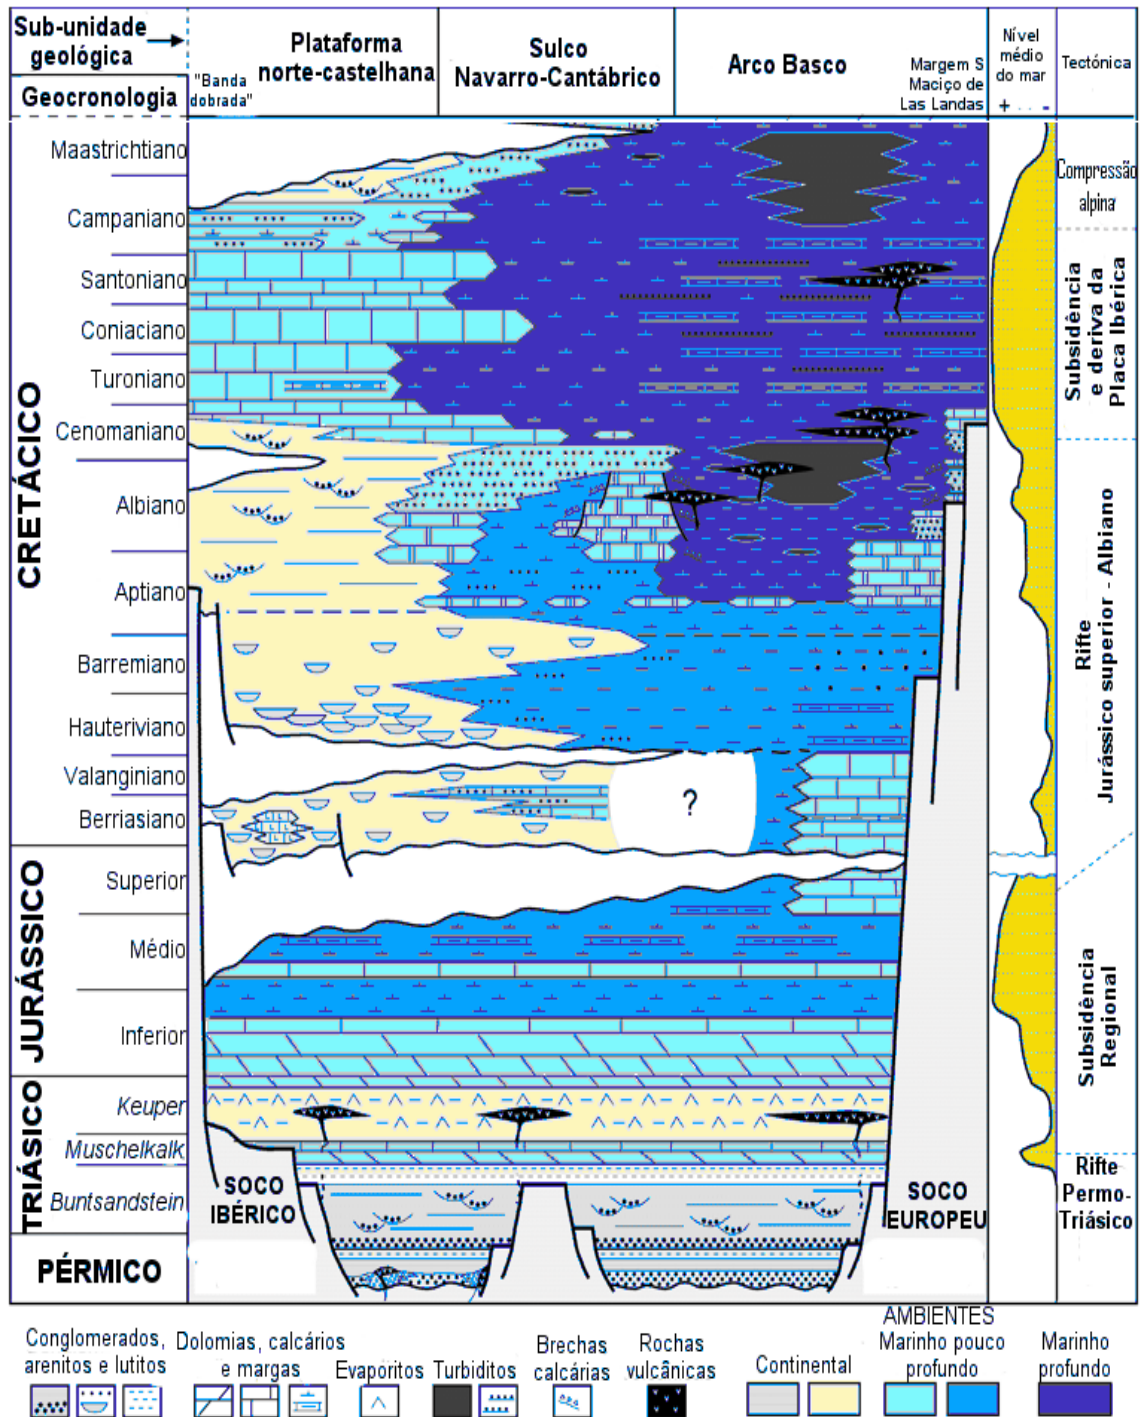 Sub-unidade
geológica
Geocronologia
"Banda
dobrada"
Plataforma
norte-castelhana
Sulco
Navarro-Cantábrico
Arco Basco
Margem S
Maciço de
Las Landas
Nível
médio
do mar
+ . . -
Tectónica
CRETÁCICO
Maastrichtiano
Campaniano
Santoniano
Coniaciano
Turoniano
Cenomaniano
Albiano
Aptiano
Barremiano
Hauteriviano
Valanginiano
Berriasiano
?
JURÁSSICO
Superior
Médio
Inferior
TRIÁSICO
Keuper
Muschelkalk
Buntsandstein
PÉRMICO
SOCO
IBÉRICO
SOCO
EUROPEU
Compressão
alpina
Subsidência
e deriva da
Placa Ibérica
Rifte
Jurássico superior - Albiano
Subsidência
Regional
Rifte
Permo-
Triásico
Conglomerados,
arenitos e lutitos
Dolomias, calcários
e margas
Evaporitos
Turbiditos
Brechas
calcárias
Rochas
vulcânicas
AMBIENTES
Continental
Marinho pouco
profundo
Marinho
profundo